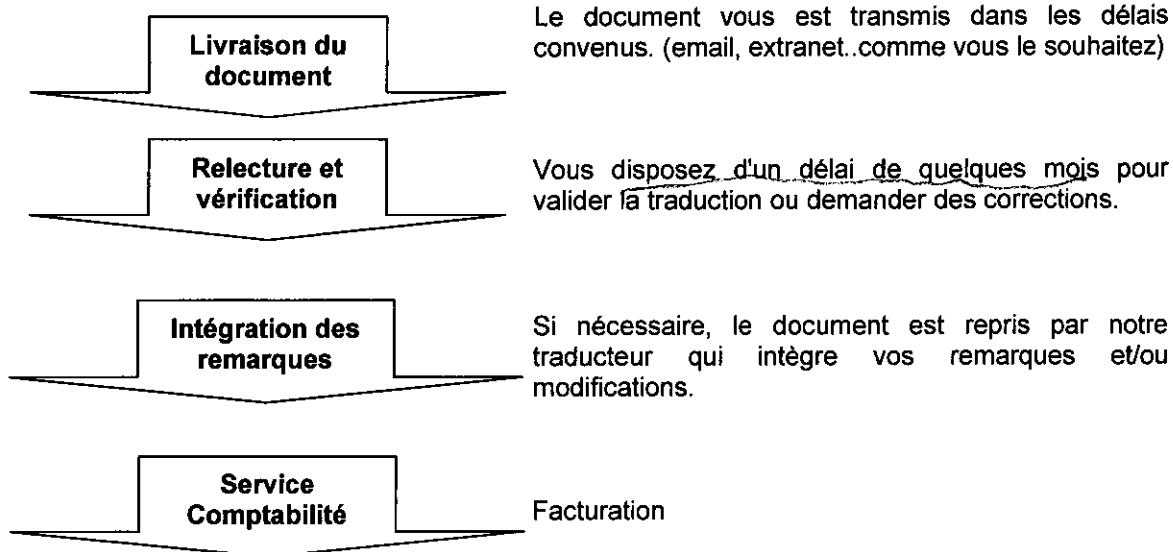 Livraison du
document
Le document vous est transmis dans les délais
convenus. (email, extranet..comme vous le souhaitez)
Relecture et
vérification
Vous disposez d'un délai de quelques mois pour
valider la traduction ou demander des corrections.
Intégration des
remarques
Si nécessaire, le document est repris par notre
traducteur qui intègre vos remarques et/ou
modifications.
Service
Comptabilité
Facturation